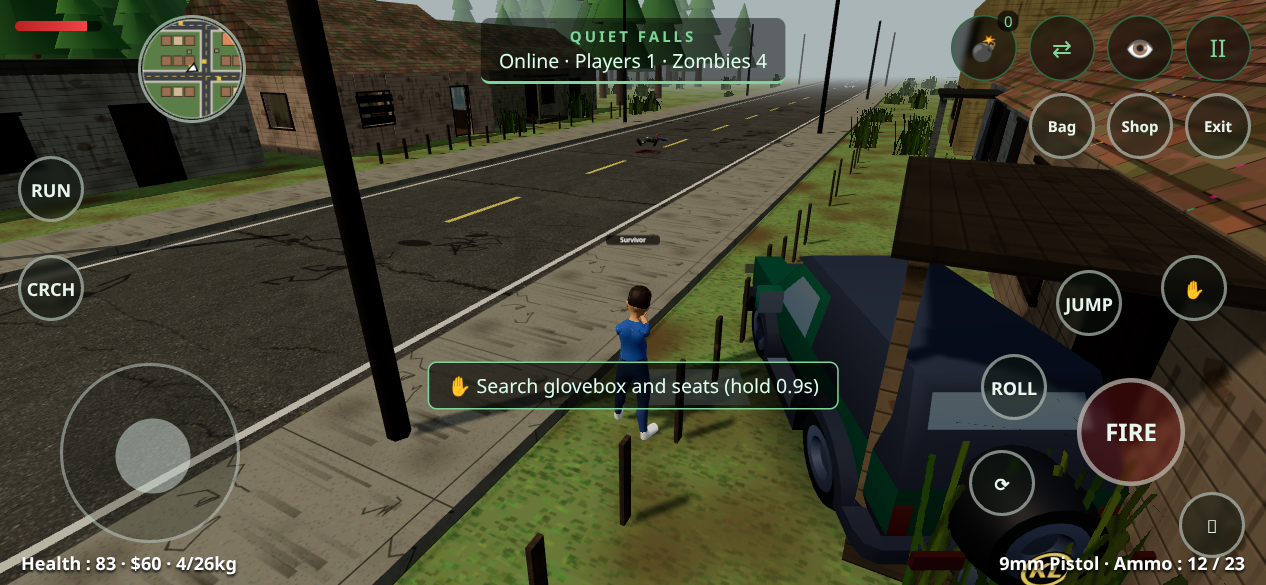 QUIET FALLS
Online · Players 1 · Zombies 4
0
II
Bag
Shop
Exit
RUN
CRCH
Survivor
JUMP
✋ Search glovebox and seats (hold 0.9s)
ROLL
FIRE
Health : 83 · $60 · 4/26kg
9mm Pistol · Ammo : 12 / 23